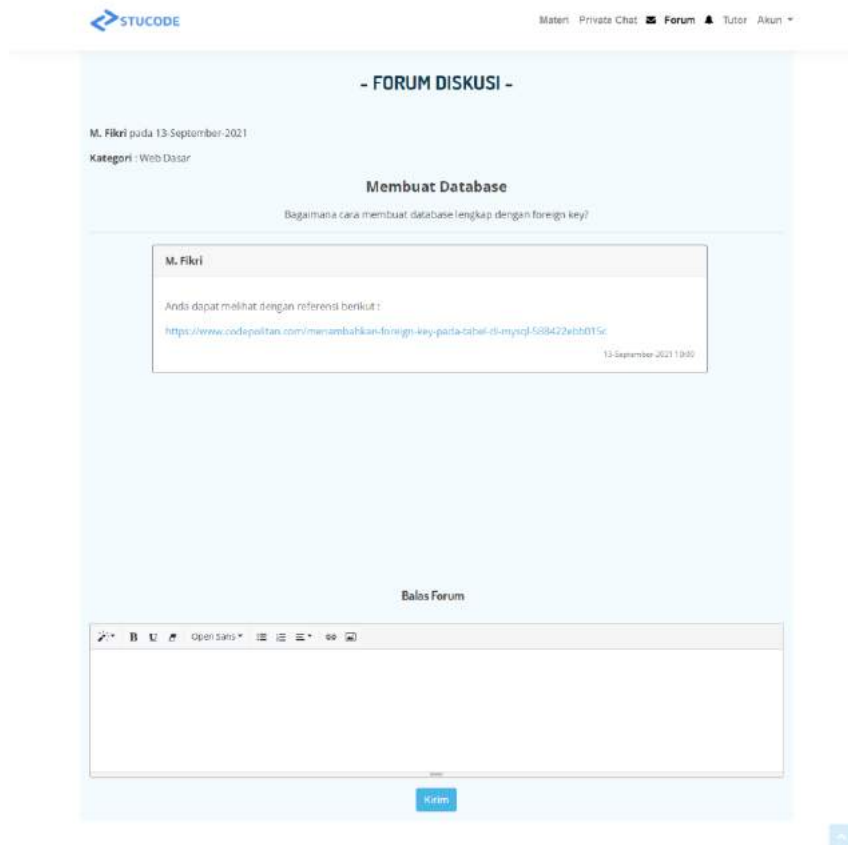 STUCODE
Materi Private Chat Forum Tutor Akun
- FORUM DISKUSI -
M. Fikri pada 13-September-2021
Kategori : Web Dasar
Membuat Database
Bagaimana cara membuat database lengkap dengan foreign key?
M. Fikri
Anda dapat melihat dengan referensi berikut :
https://www.codepolitan.com/menambahkan-foreign-key-pada-tabel-di-mysql-588422ebb015c
13-September-2021 10:00
Balas Forum
B U Open Sans
Kirim